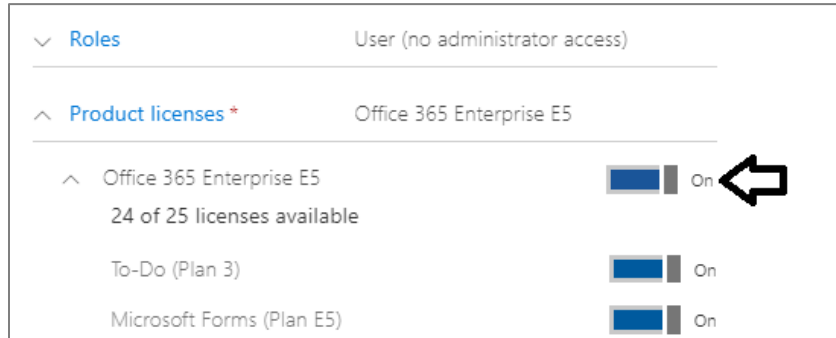 Roles User (no administrator access)
Product licenses * Office 365 Enterprise E5
Office 365 Enterprise E5 On
24 of 25 licenses available
To-Do (Plan 3) On
Microsoft Forms (Plan E5) On